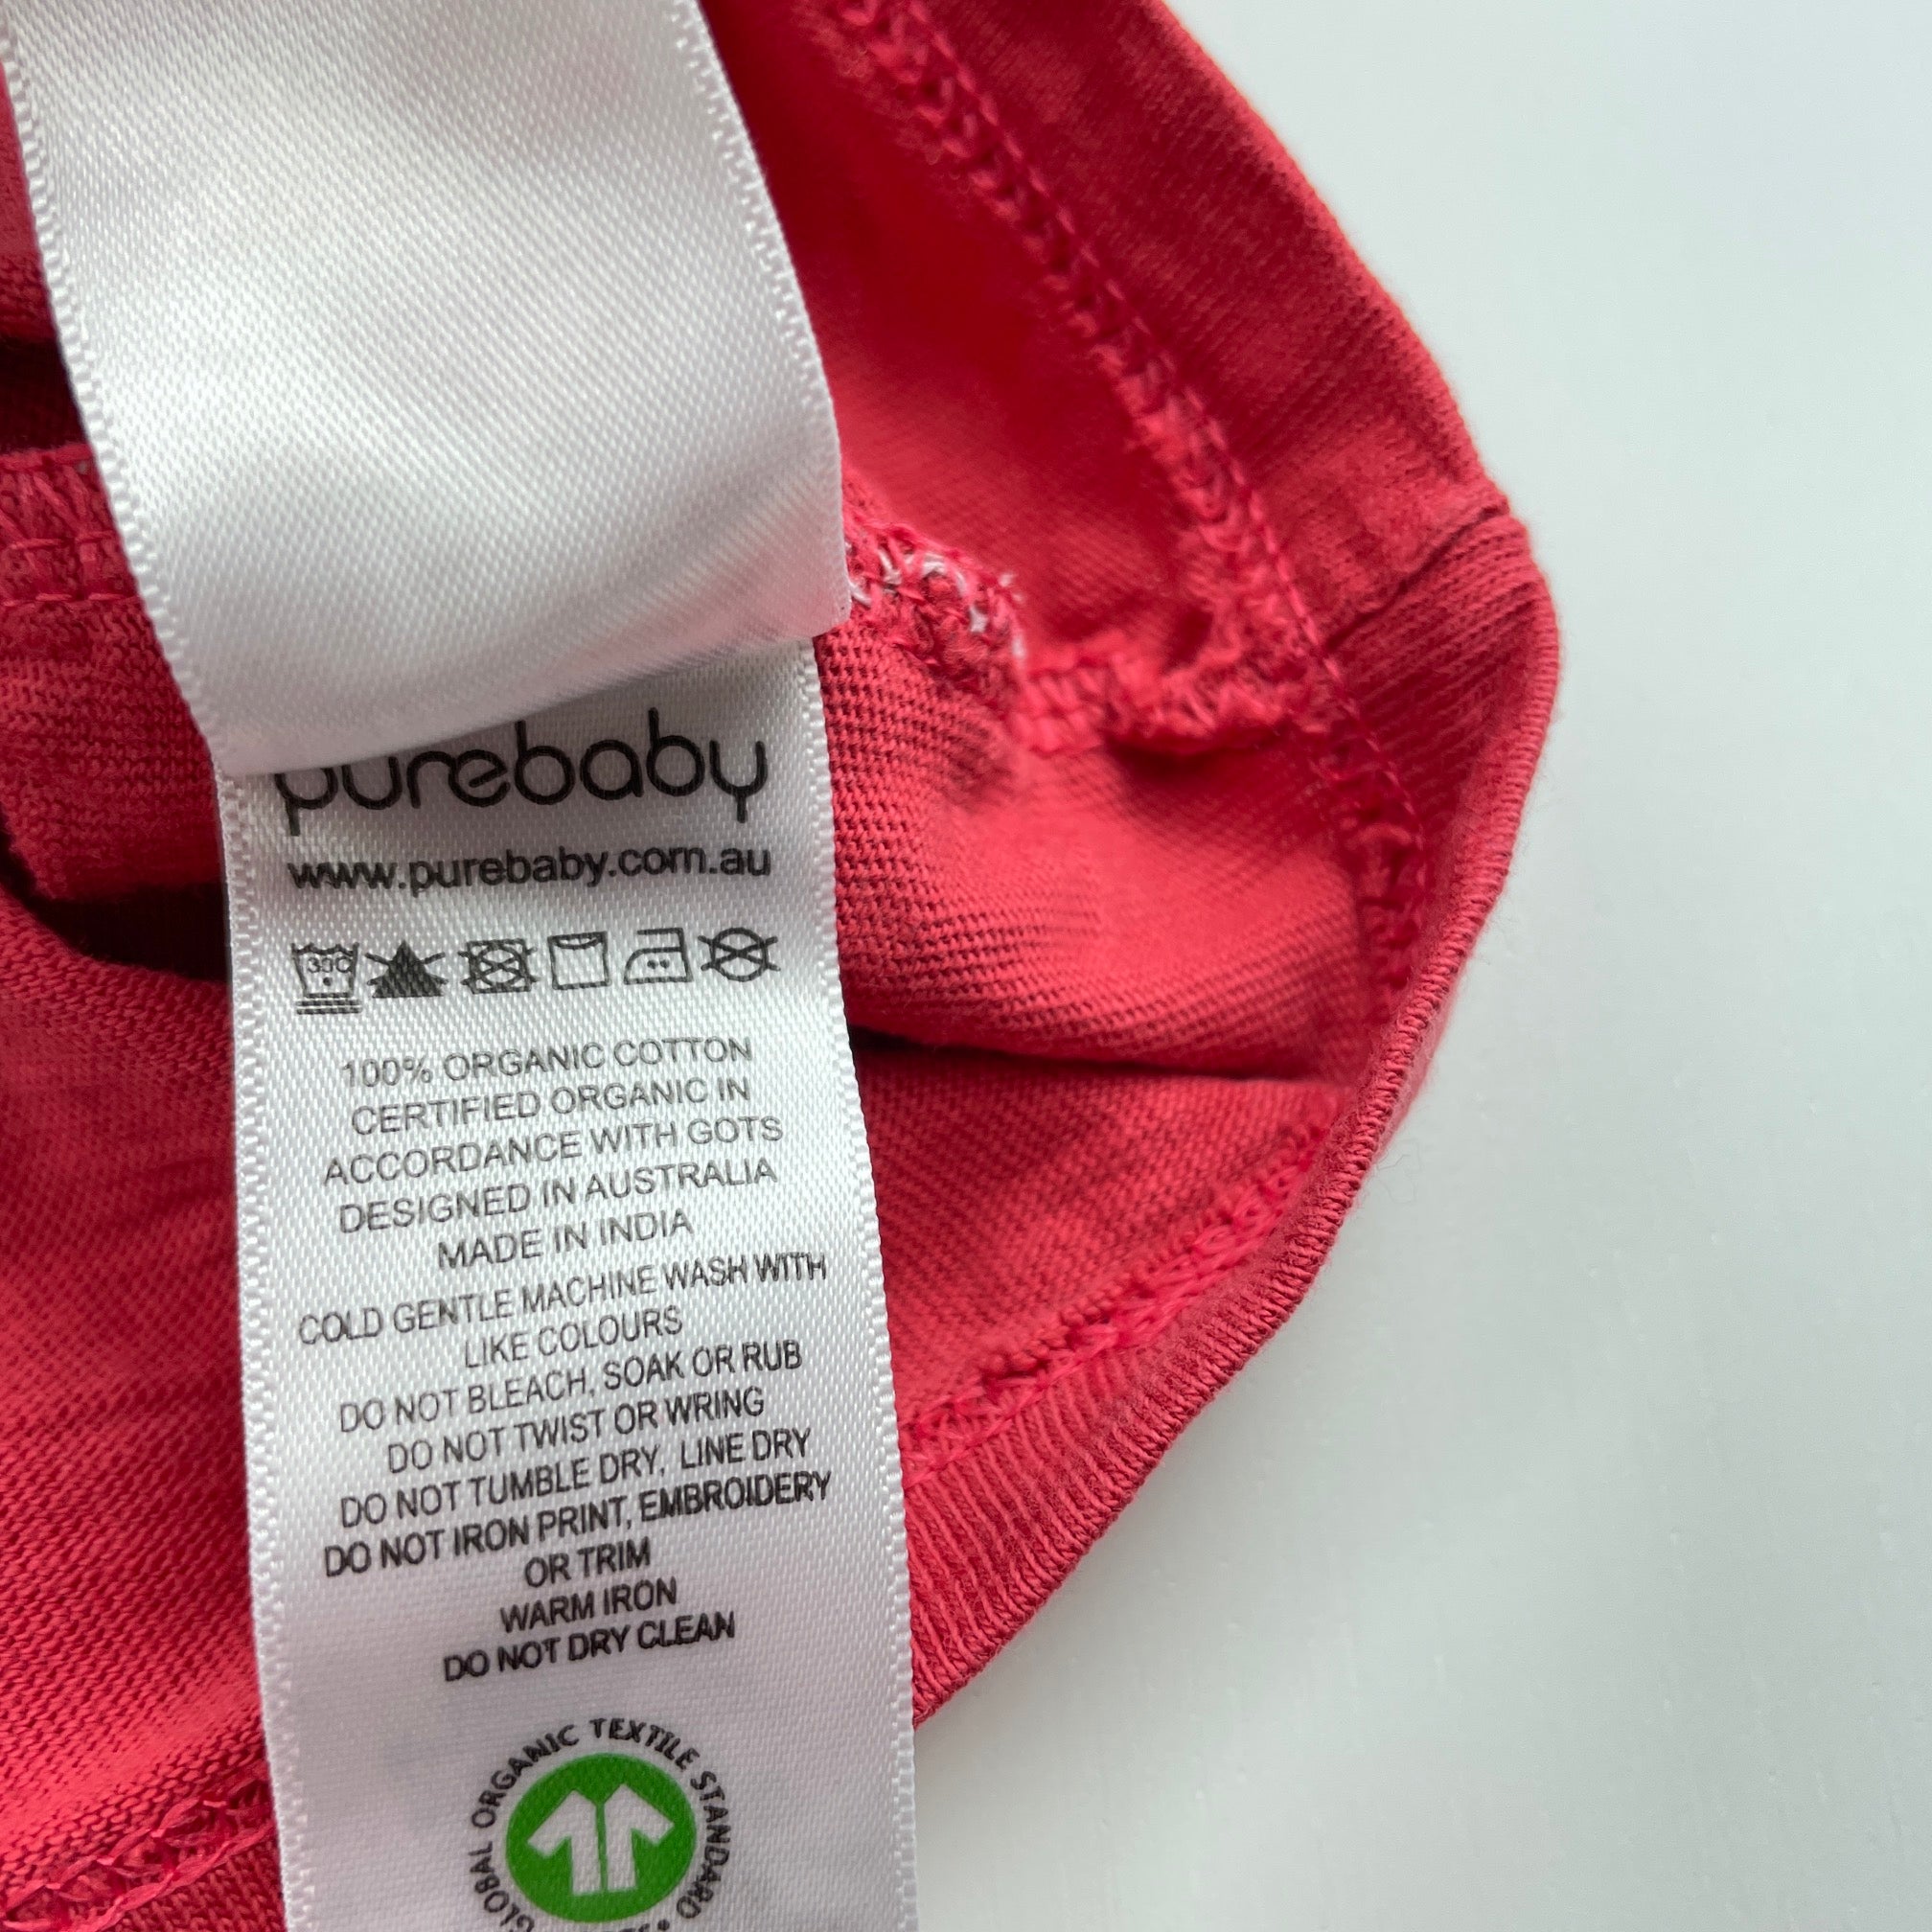 purebaby
www.purebaby.com.au
30C
100% ORGANIC COTTON
CERTIFIED ORGANIC IN
ACCORDANCE WITH GOTS
DESIGNED IN AUSTRALIA
MADE IN INDIA
COLD GENTLE MACHINE WASH WITH
LIKE COLOURS
DO NOT BLEACH, SOAK OR RUB
DO NOT TWIST OR WRING
DO NOT TUMBLE DRY, LINE DRY
DO NOT IRON PRINT, EMBROIDERY
OR TRIM
WARM IRON
DO NOT DRY CLEAN
GLOBAL ORGANIC TEXTILE STANDARD